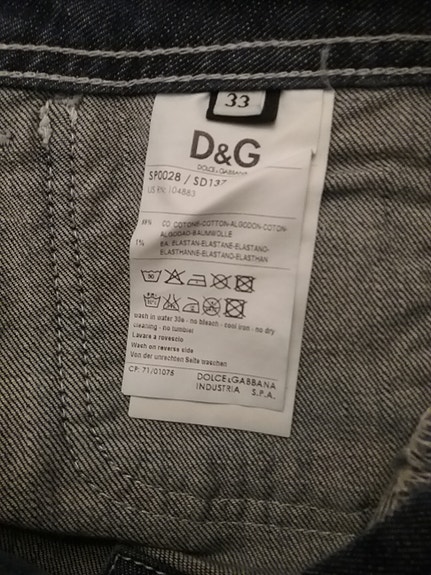 33
D&G
DOLCE & GABBANA
SP0028 / SD137
US RN 104883
99% CO: COTONE-COTTON-ALGODON-COTON-
ALGODAO-BAUMWOLLE
1% EA: ELASTAN-ELASTANE-ELASTANO-
ELASTHANNE-ELASTANO-ELASTHAN
wash in water 30° - no bleach - cool iron - no dry
cleaning - no tumbler
Lavare a rovescio
Wash on reverse side
Von der unrechten Seite waschen
CP: 71/01075
DOLCE&GABBANA
INDUSTRIA S.P.A.